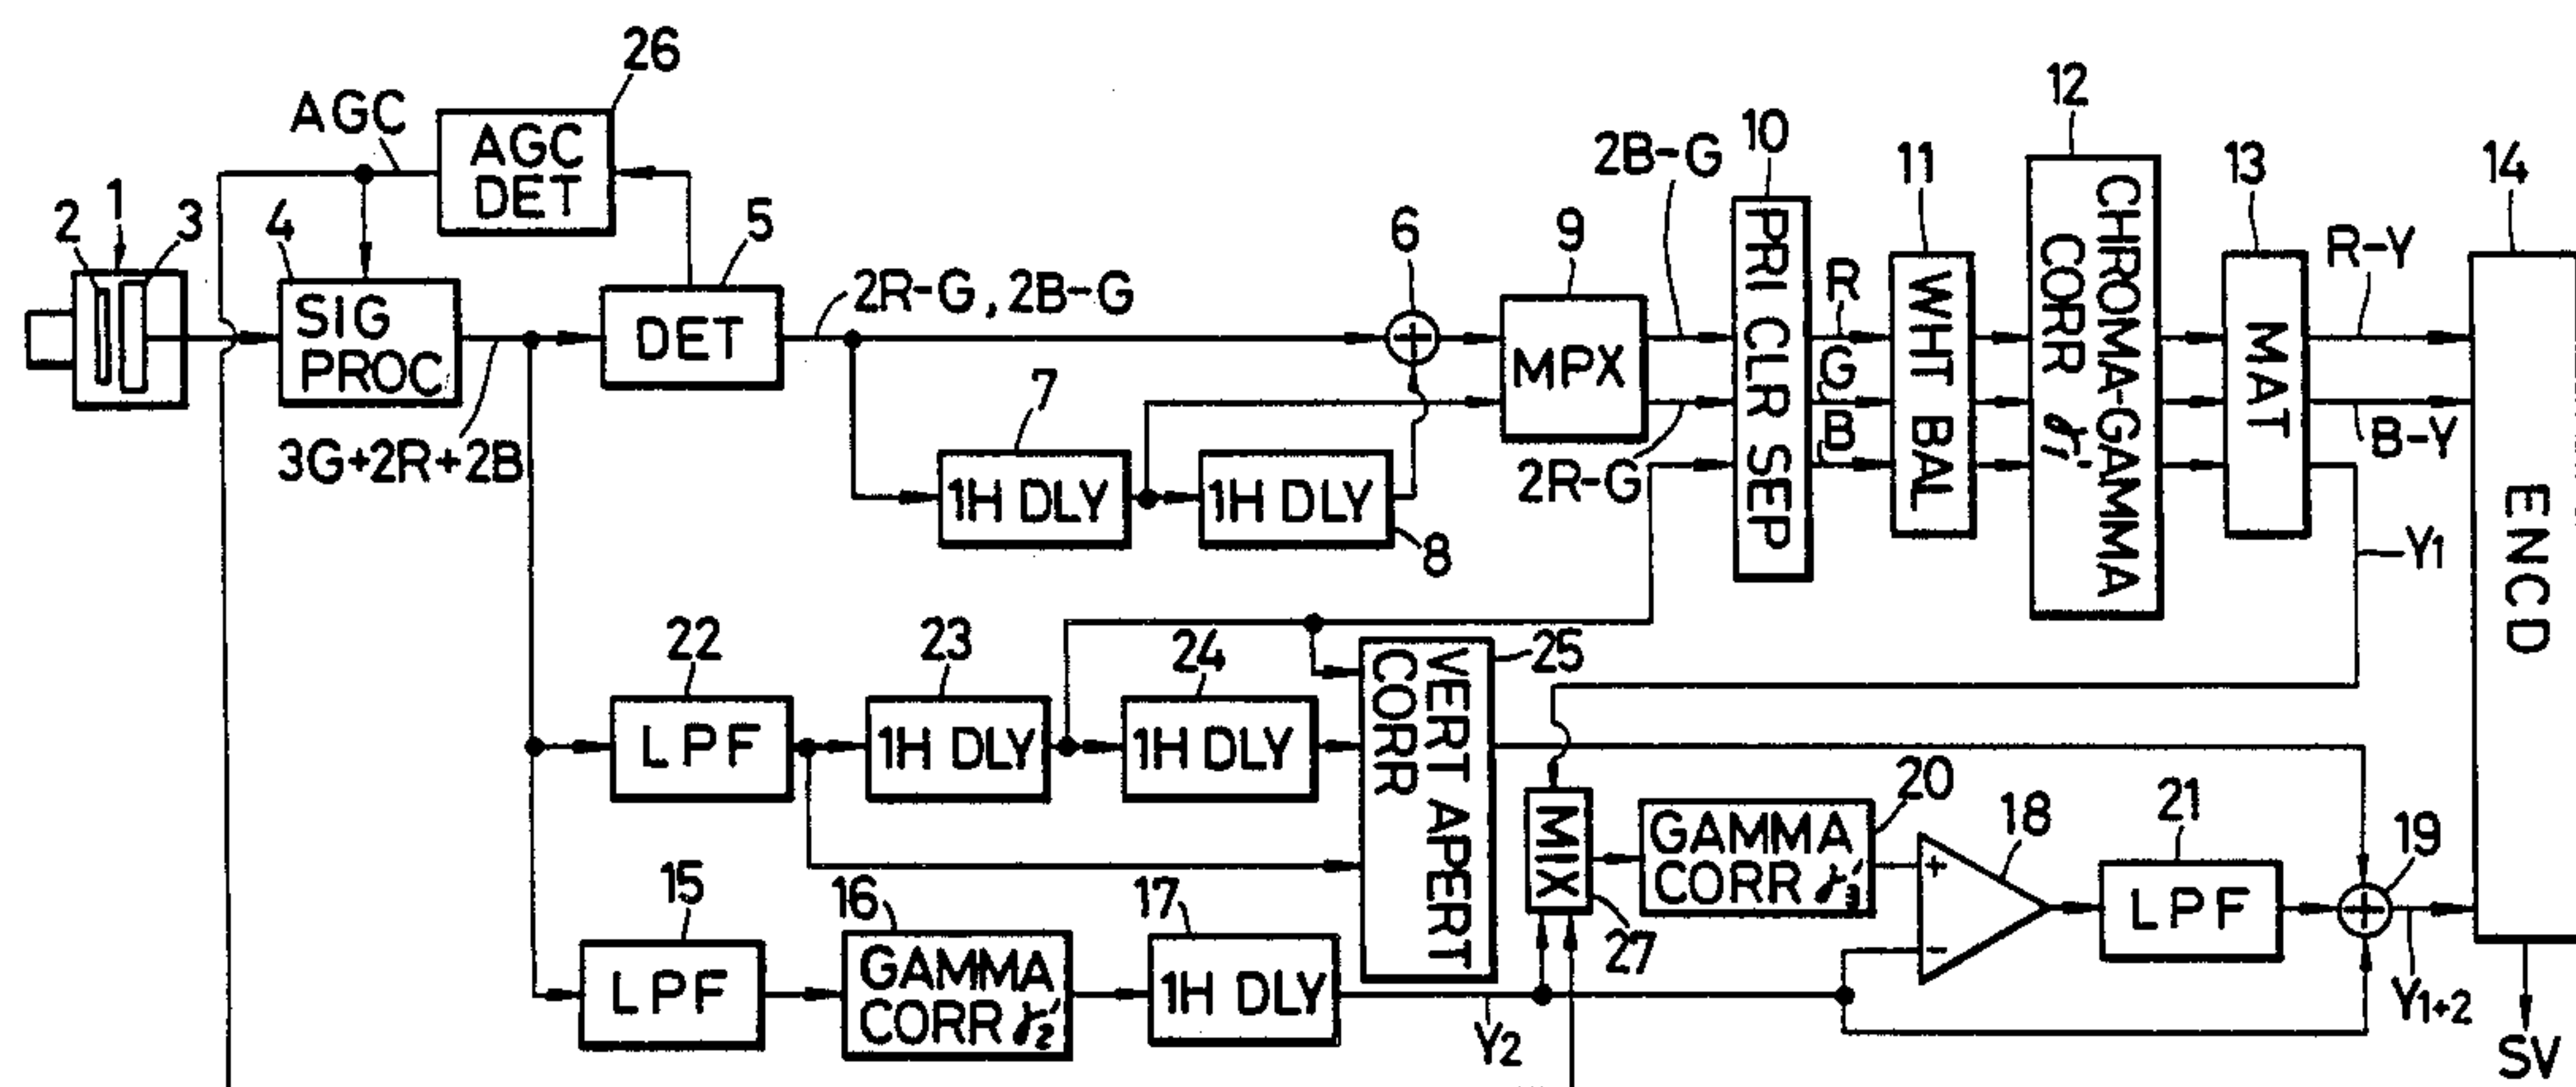 26
AGC
AGC
DET
1
2
3
4
5
SIG
PROC
3G+2R+2B
DET
2R-G, 2B-G
6
7
1H DLY
1H DLY
8
9
MPX
2B-G
2R-G
10
PRI CLR SEP
R
G
B
11
WHT BAL
12
CHROMA-GAMMA
CORR γ1'
13
MAT
R-Y
B-Y
Y1
14
ENCD
22
LPF
23
1H DLY
24
1H DLY
25
VERT APERT
CORR
15
LPF
16
GAMMA
CORR γ2'
17
1H DLY
Y2
MIX
27
20
GAMMA
CORR γ3'
18
+
−
21
LPF
19
Y1+2
SV